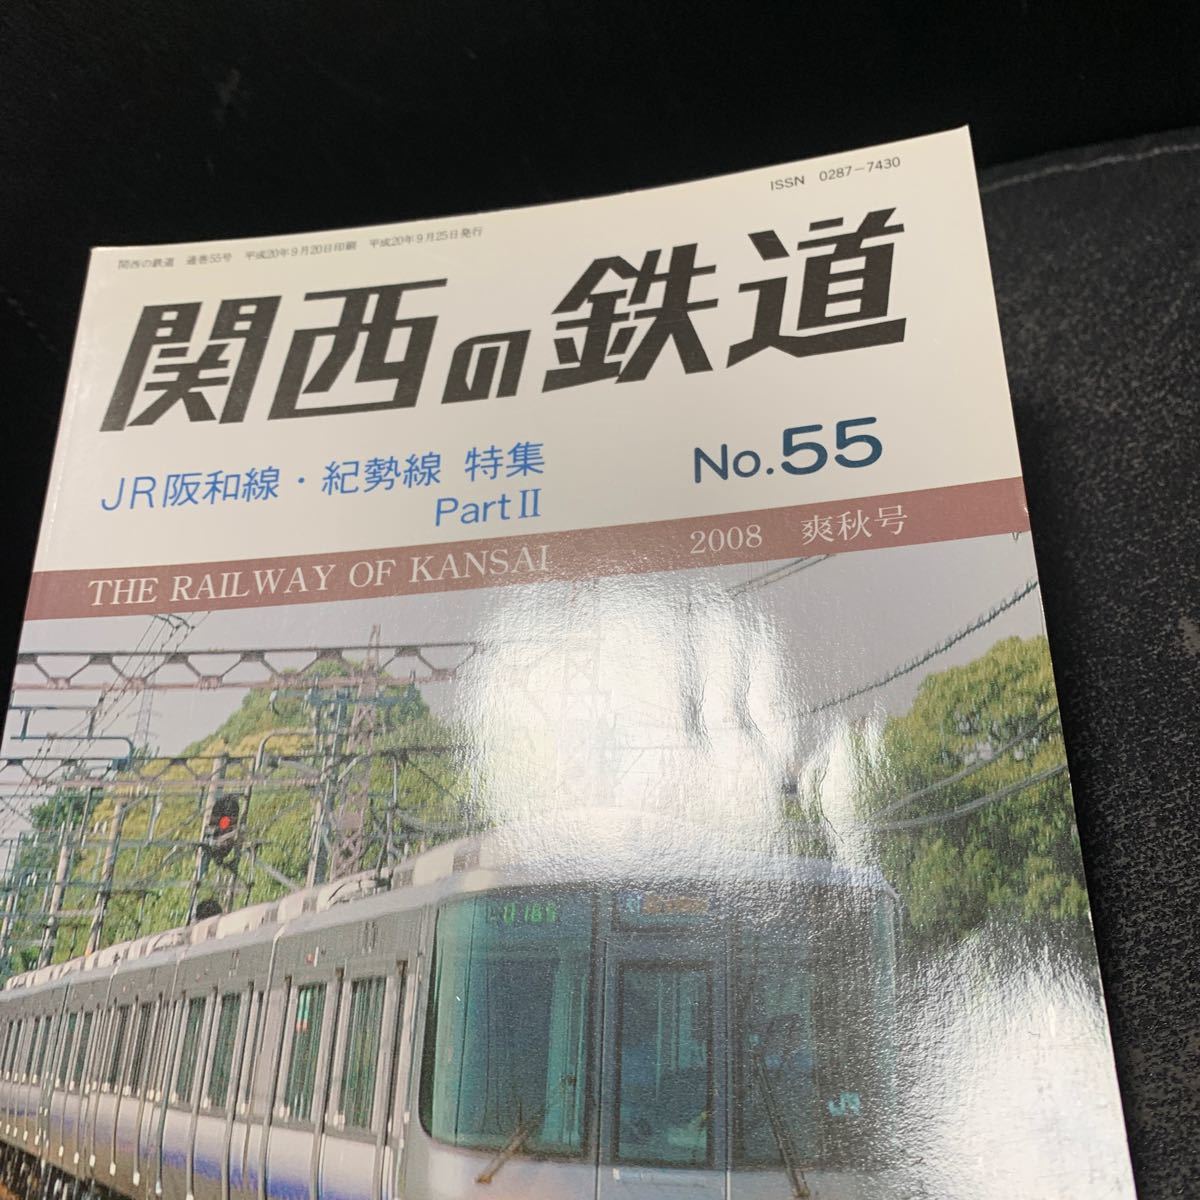 ISSN 0287-7430
関西の鉄道 通巻55号 平成20年9月20日印刷 平成20年9月25日発行
関西の鉄道
JR阪和線・紀勢線 特集
Part II
No.55
THE RAILWAY OF KANSAI
2008 爽秋号
JR